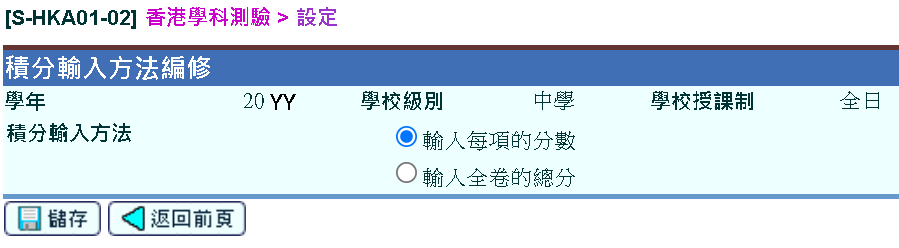 [S-HKA01-02] 香港學科測驗 > 設定
積分輸入方法編修
學年 20 YY 學校級別 中學 學校授課制 全日
積分輸入方法 輸入每項的分數
輸入全卷的總分
儲存 返回前頁